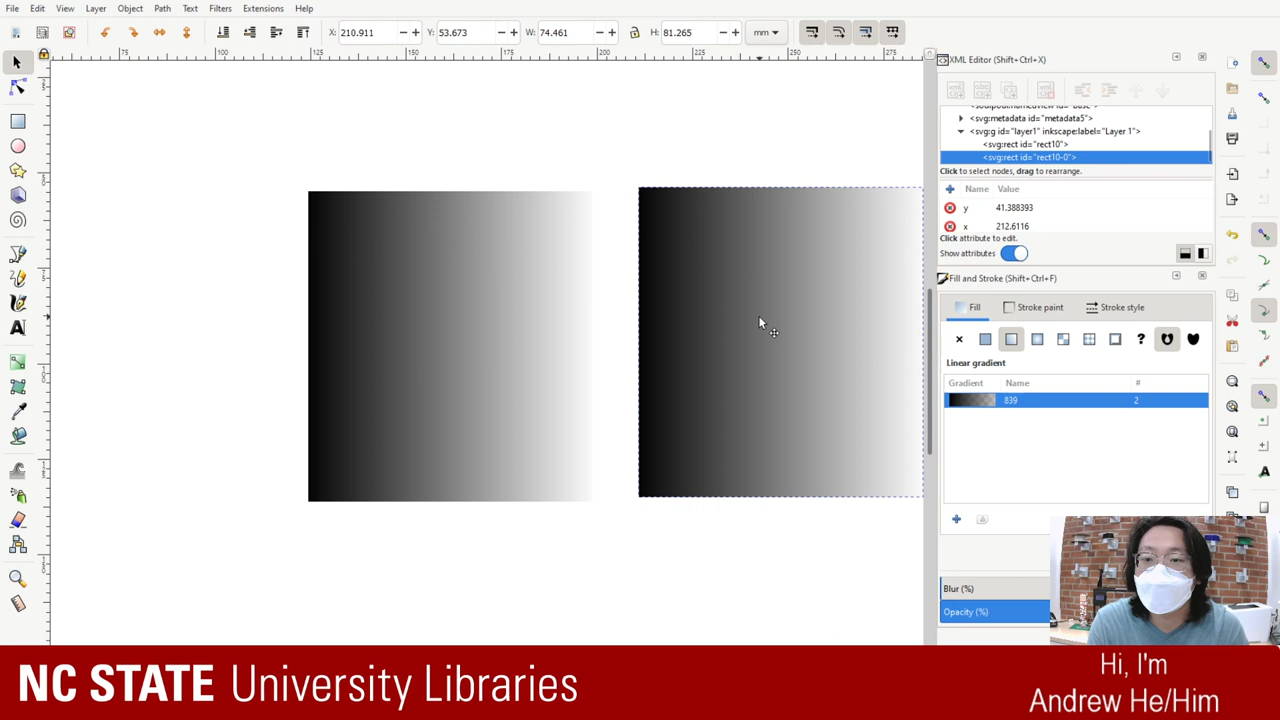 File Edit View Layer Object Path Text Filters Extensions Help
X: 210.911 Y: 53.673 W: 74.461 H: 81.265 mm
XML Editor (Shift+Ctrl+X)
<svg:metadata id="metadata5">
<svg:g id="layer1" inkscape:label="Layer 1">
<svg:rect id="rect10">
<svg:rect id="rect10-0">
Click to select nodes, drag to rearrange.
Name Value
y 41.388393
x 212.6116
Click attribute to edit.
Show attributes
Fill and Stroke (Shift+Ctrl+F)
Fill Stroke paint Stroke style
Linear gradient
Gradient Name #
839 2
Blur (%)
Opacity (%)
NC STATE University Libraries
Hi, I'm
Andrew He/Him